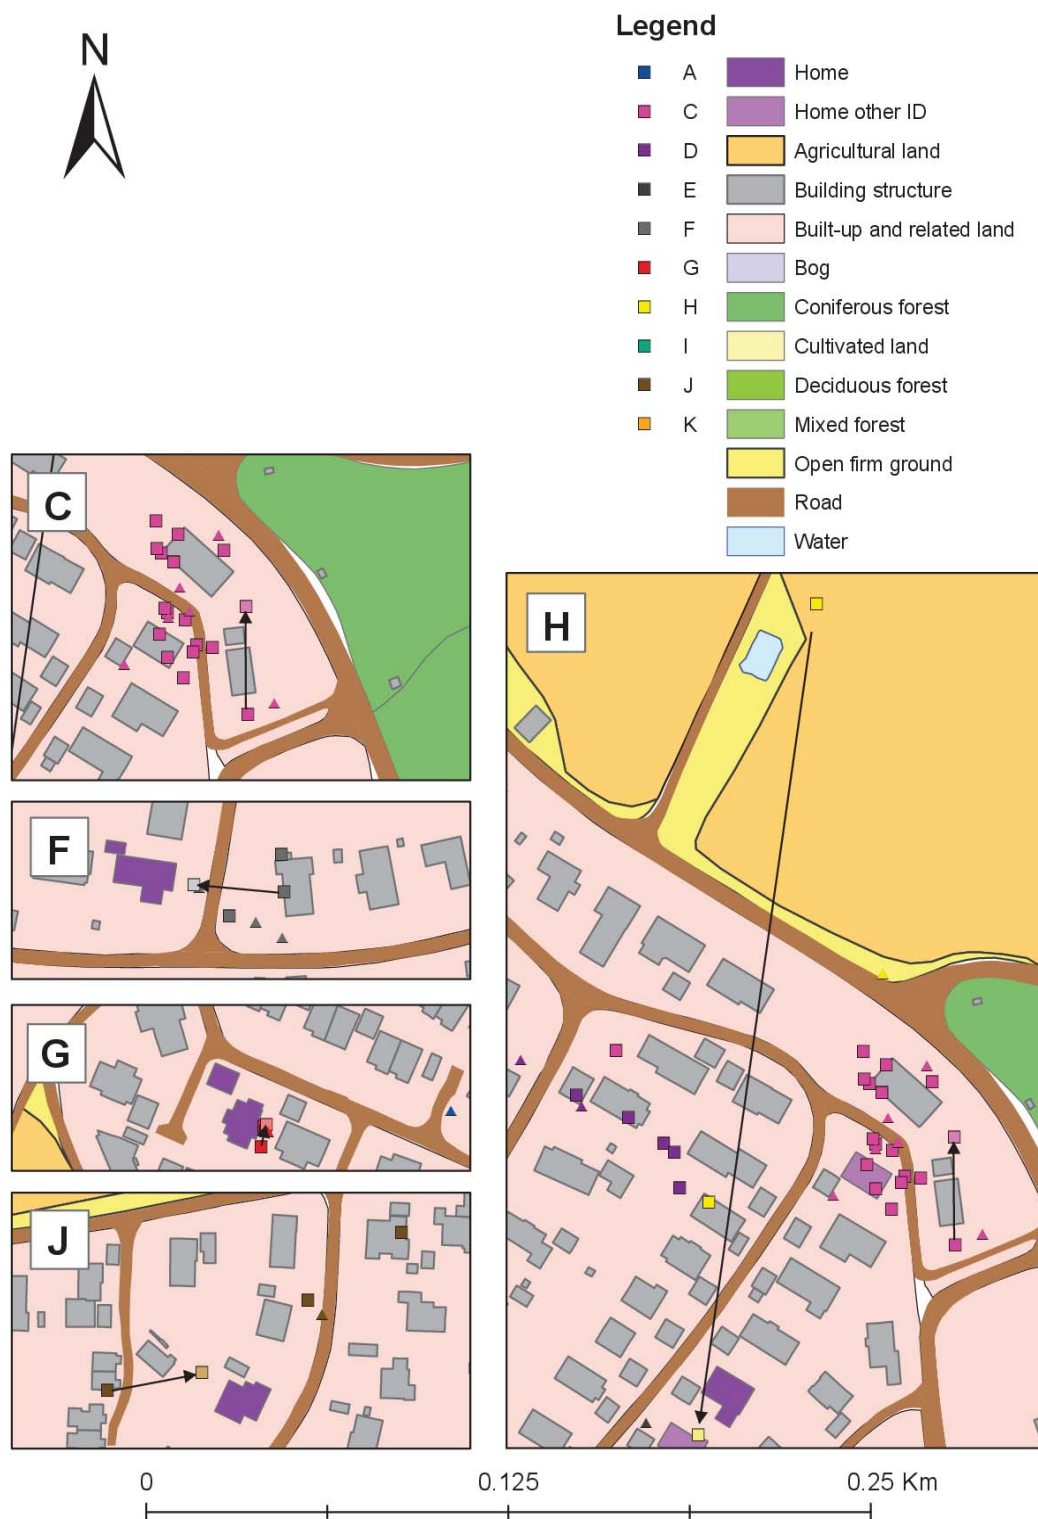 N
Legend
A Home
C Home other ID
D Agricultural land
E Building structure
F Built-up and related land
G Bog
H Coniferous forest
I Cultivated land
J Deciduous forest
K Mixed forest
Open firm ground
Road
Water
C
H
F
G
J
0 0.125 0.25 Km